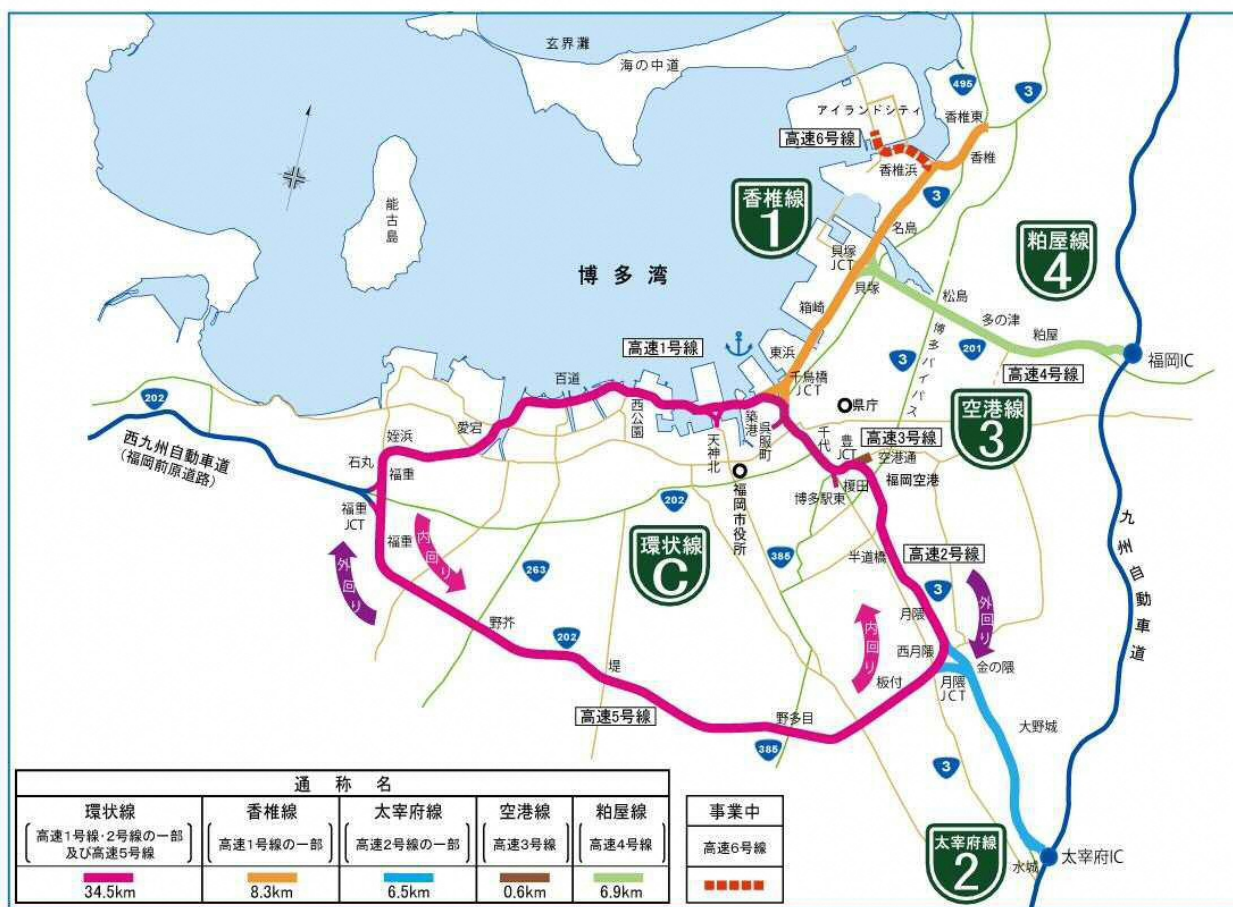 玄界灘
海の中道
アイランドシティ
495
3
香椎東
高速6号線
香椎
香椎浜
3
香椎線
1
名島
能古島
貝塚
JCT
粕屋線
4
博多湾
貝塚
松島
箱崎
多の津
粕屋
博多バイパス
201
高速1号線
東浜
3
福岡IC
高速4号線
百道
千鳥橋
JCT
202
西公園
県庁
空港線
3
愛宕
築港
呉服町
姪浜
天神北
千代
豊
JCT
高速3号線
西九州自動車道
(福岡前原道路)
石丸
福重
空港通
榎田
福岡空港
博多駅東
福岡市役所
202
福重
JCT
九州自動車道
福重
内回り
環状線
C
385
半道橋
高速2号線
外回り
263
3
外回り
野芥
202
月隈
内回り
西月隈
金の隈
堤
板付
月隈
JCT
高速5号線
野多目
大野城
385
3
太宰府線
2
水城
太宰府IC
通称名
環状線
香椎線
太宰府線
空港線
粕屋線
事業中
高速1号線・2号線の一部
及び高速5号線
高速1号線の一部
高速2号線の一部
高速3号線
高速4号線
高速6号線
34.5km
8.3km
6.5km
0.6km
6.9km